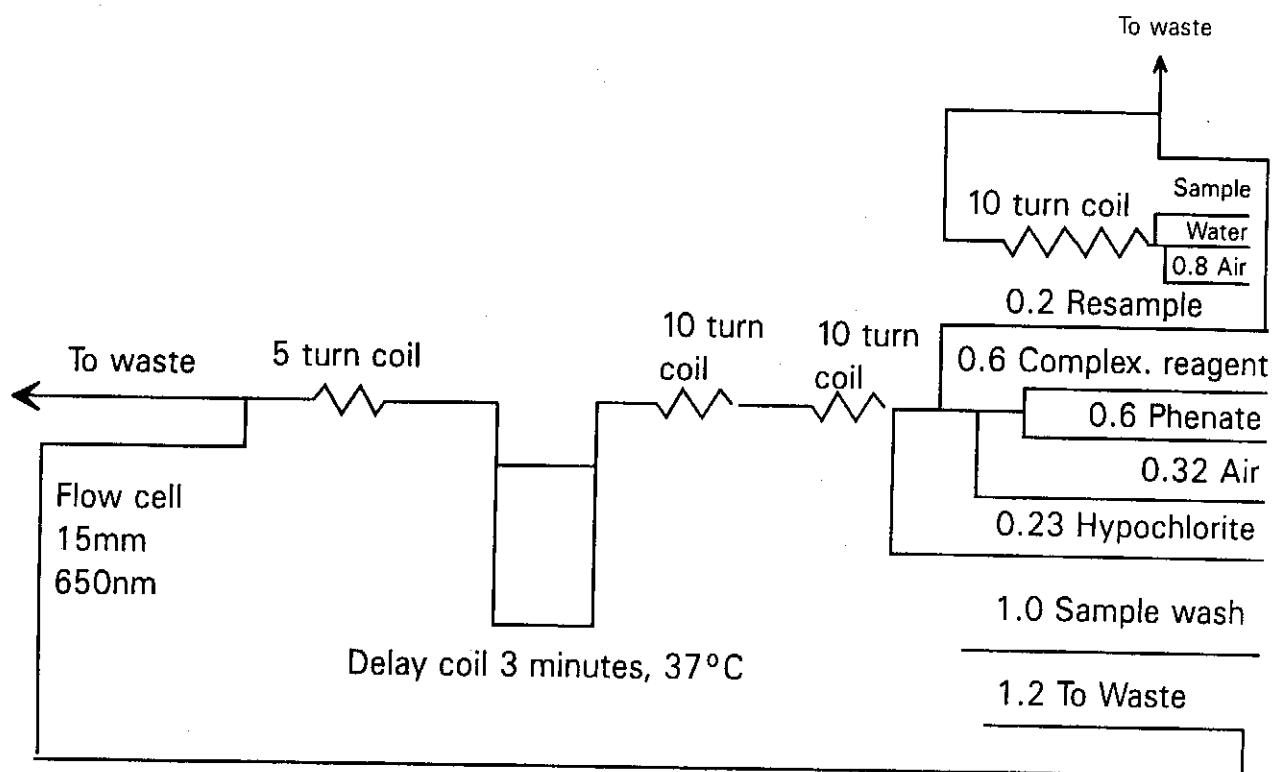 To waste
Sample
10 turn coil
Water
0.8 Air
0.2 Resample
10 turn
coil
10 turn
coil
To waste
5 turn coil
0.6 Complex. reagent
0.6 Phenate
0.32 Air
Flow cell
15mm
650nm
0.23 Hypochlorite
1.0 Sample wash
Delay coil 3 minutes, 37°C
1.2 To Waste